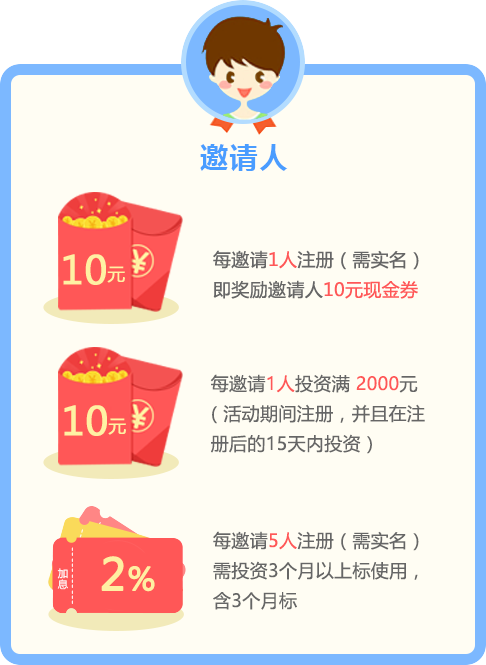 邀请人
10元
¥
每邀请1人注册（需实名）
即奖励邀请人10元现金券
10元
¥
每邀请1人投资满 2000元
（活动期间注册，并且在注
册后的15天内投资）
加息
2%
每邀请5人注册（需实名）
需投资3个月以上标使用，
含3个月标